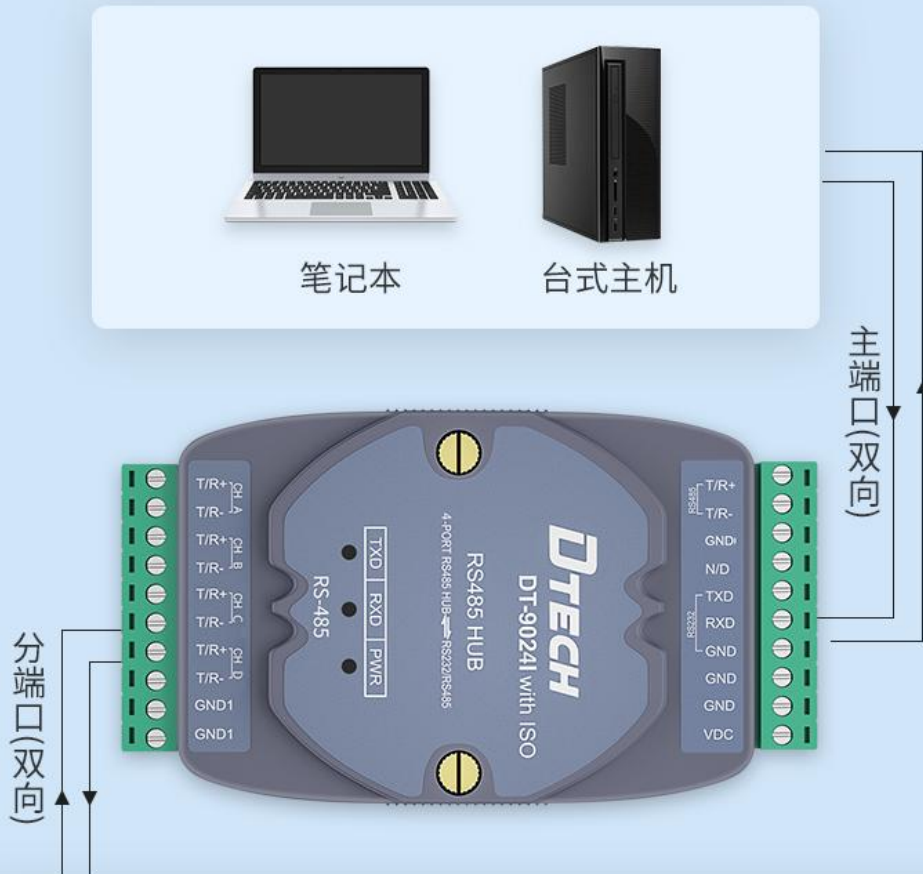 笔记本
台式主机
主端口(双向)
分端口(双向)
T/R+
T/R-
CH. A
T/R+
T/R-
CH. B
T/R+
T/R-
CH. C
T/R+
T/R-
CH. D
GND1
GND1
TXD
RXD
PWR
RS-485
DTECH
DT-9024I with ISO
RS485 HUB
4-PORT RS485 HUB⟺RS232/RS485
T/R+
T/R-
RS485
GND
N/D
TXD
RXD
GND
RS232
GND
GND
VDC